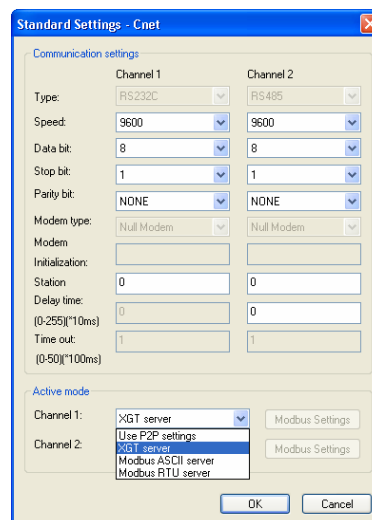 Standard Settings - Cnet
Communication settings
Channel 1 Channel 2
Type: RS232C RS485
Speed: 9600 9600
Data bit: 8 8
Stop bit: 1 1
Parity bit: NONE NONE
Modem type: Null Modem Null Modem
Modem
Initialization:
Station 0 0
Delay time: 0 0
(0-255)(*10ms)
Time out: 1 1
(0-50)(*100ms)
Active mode
Channel 1: XGT server Modbus Settings
Use P2P settings
XGT server
Channel 2: Modbus Settings
Modbus ASCII server
Modbus RTU server
OK Cancel